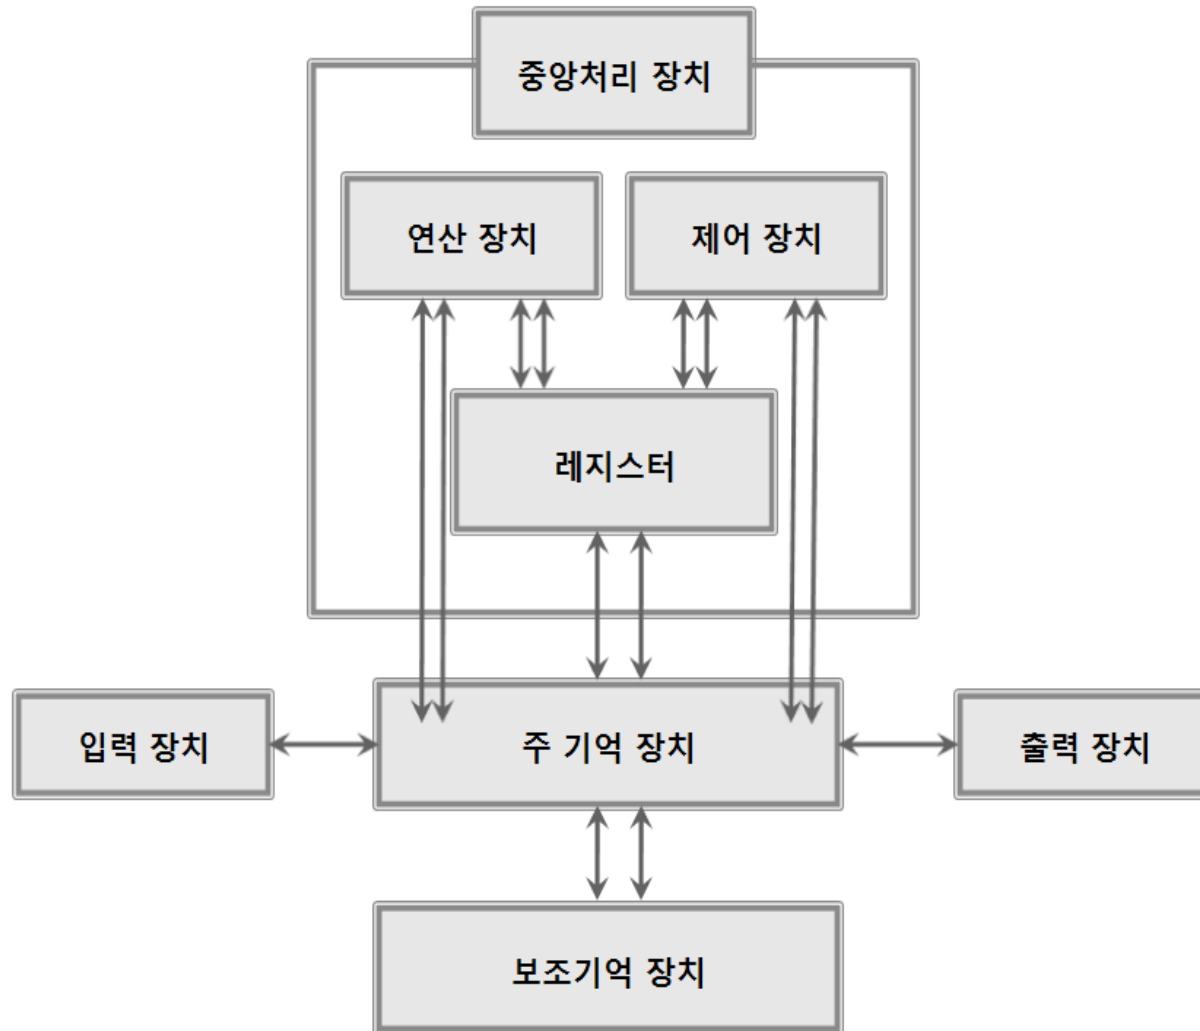 중앙처리 장치
연산 장치
제어 장치
레지스터
입력 장치
주 기억 장치
출력 장치
보조기억 장치